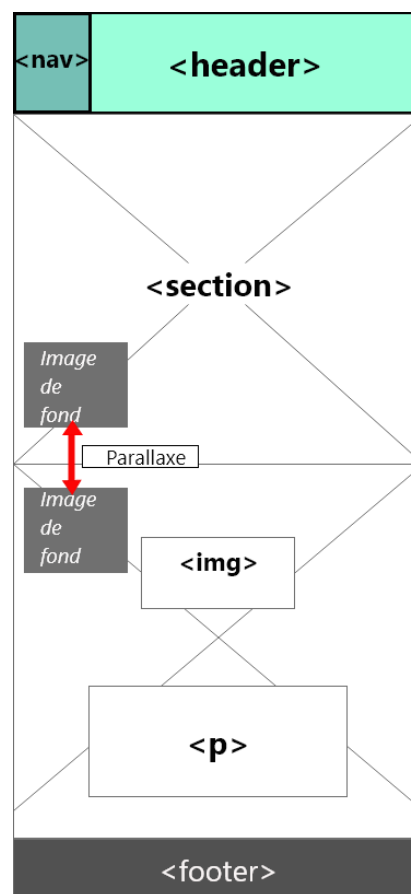 <nav>
<header>
<section>
Image
de
fond
Parallaxe
Image
de
fond
<img>
<p>
<footer>